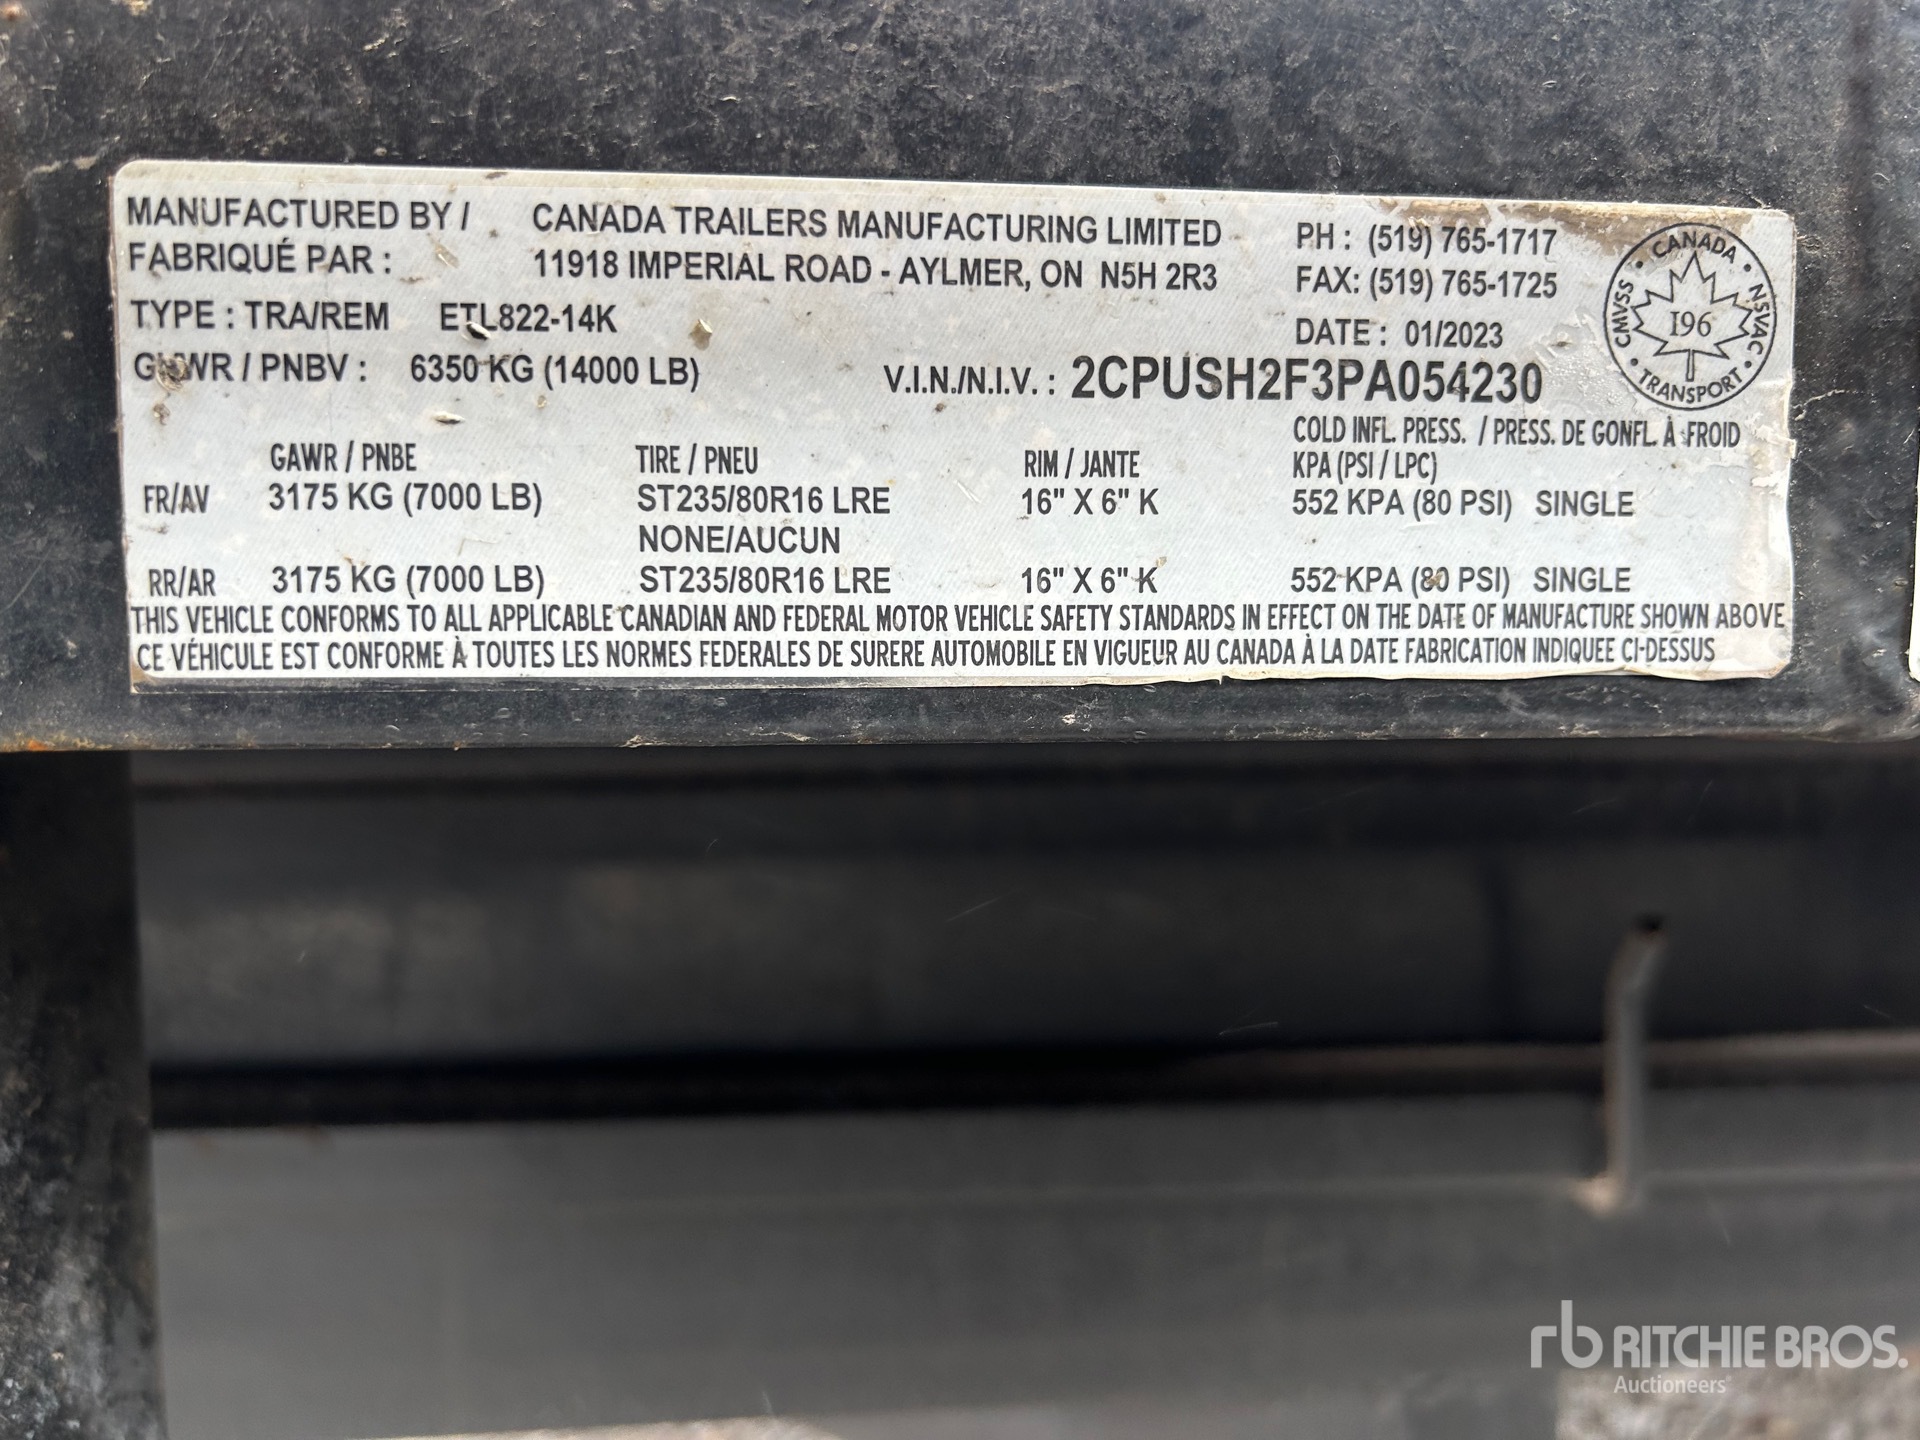 MANUFACTURED BY / CANADA TRAILERS MANUFACTURING LIMITED PH : (519) 765-1717
FABRIQUÉ PAR : 11918 IMPERIAL ROAD - AYLMER, ON N5H 2R3 FAX: (519) 765-1725
TYPE : TRA/REM ETL822-14K DATE : 01/2023
GVWR / PNBV : 6350 KG (14000 LB) V.I.N./N.I.V. : 2CPUSH2F3PA054230
CANADA • NSVAC • TRANSPORT • CMVSS •
196
COLD INFL. PRESS. / PRESS. DE GONFL. À FROID
GAWR / PNBE TIRE / PNEU RIM / JANTE KPA (PSI / LPC)
FR/AV 3175 KG (7000 LB) ST235/80R16 LRE 16" X 6" K 552 KPA (80 PSI) SINGLE
NONE/AUCUN
RR/AR 3175 KG (7000 LB) ST235/80R16 LRE 16" X 6" K 552 KPA (80 PSI) SINGLE
THIS VEHICLE CONFORMS TO ALL APPLICABLE CANADIAN AND FEDERAL MOTOR VEHICLE SAFETY STANDARDS IN EFFECT ON THE DATE OF MANUFACTURE SHOWN ABOVE
CE VÉHICULE EST CONFORME À TOUTES LES NORMES FEDERALES DE SURERE AUTOMOBILE EN VIGUEUR AU CANADA À LA DATE FABRICATION INDIQUEE CI-DESSUS
rb RITCHIE BROS.
Auctioneers